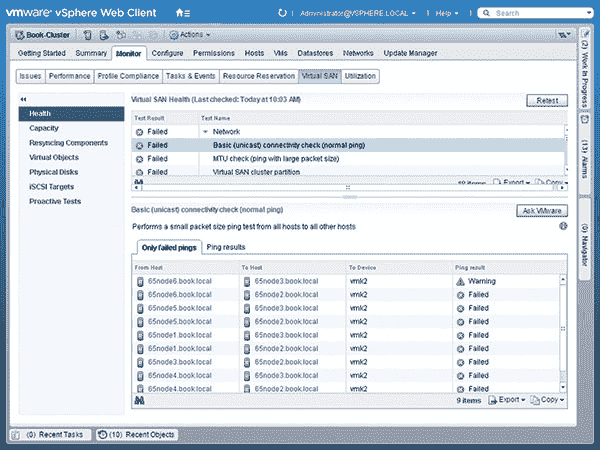 vmware® vSphere Web Client
Administrator@VSPHERE.LOCAL
Help
Search
Book-Cluster
Actions
Getting Started Summary Monitor Configure Permissions Hosts VMs Datastores Networks Update Manager
Issues Performance Profile Compliance Tasks & Events Resource Reservation Virtual SAN Utilization
Health
Capacity
Resyncing Components
Virtual Objects
Physical Disks
iSCSI Targets
Proactive Tests
Virtual SAN Health (Last checked: Today at 10:03 AM)
Retest
Test Result Test Name
Failed Network
Failed Basic (unicast) connectivity check (normal ping)
Failed MTU check (ping with large packet size)
Failed Virtual SAN cluster partition
Export Copy
Basic (unicast) connectivity check (normal ping)
Ask VMware
Performs a small packet size ping test from all hosts to all other hosts
Only failed pings Ping results
From Host To Host To Device Ping result
65node6.book.local 65node3.book.local vmk2 Warning
65node6.book.local 65node2.book.local vmk2 Failed
65node5.book.local 65node3.book.local vmk2 Failed
65node5.book.local 65node2.book.local vmk2 Failed
65node1.book.local 65node3.book.local vmk2 Failed
65node1.book.local 65node2.book.local vmk2 Failed
65node3.book.local 65node2.book.local vmk2 Failed
65node4.book.local 65node3.book.local vmk2 Failed
65node4.book.local 65node2.book.local vmk2 Failed
9 items Export Copy
(2) Work In Progress
(13) Alarms
(0) Navigator
(0) Recent Tasks
(10) Recent Objects